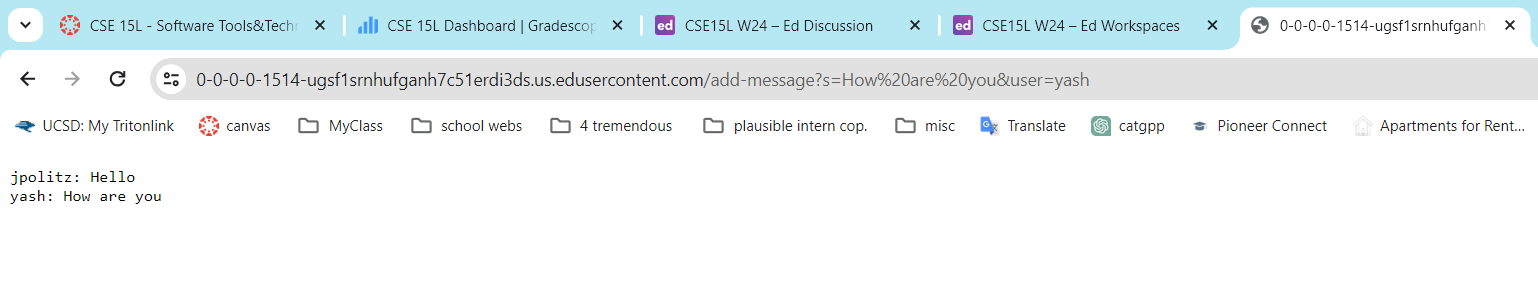 CSE 15L - Software Tools&Techn
CSE 15L Dashboard | Gradescop
ed CSE15L W24 – Ed Discussion
ed CSE15L W24 – Ed Workspaces
0-0-0-0-1514-ugsf1srnhufganh
0-0-0-0-1514-ugsf1srnhufganh7c51erdi3ds.us.edusercontent.com/add-message?s=How%20are%20you&user=yash
UCSD: My Tritonlink canvas MyClass school webs 4 tremendous plausible intern cop. misc Translate catgpp Pioneer Connect Apartments for Rent...
jpolitz: Hello
yash: How are you